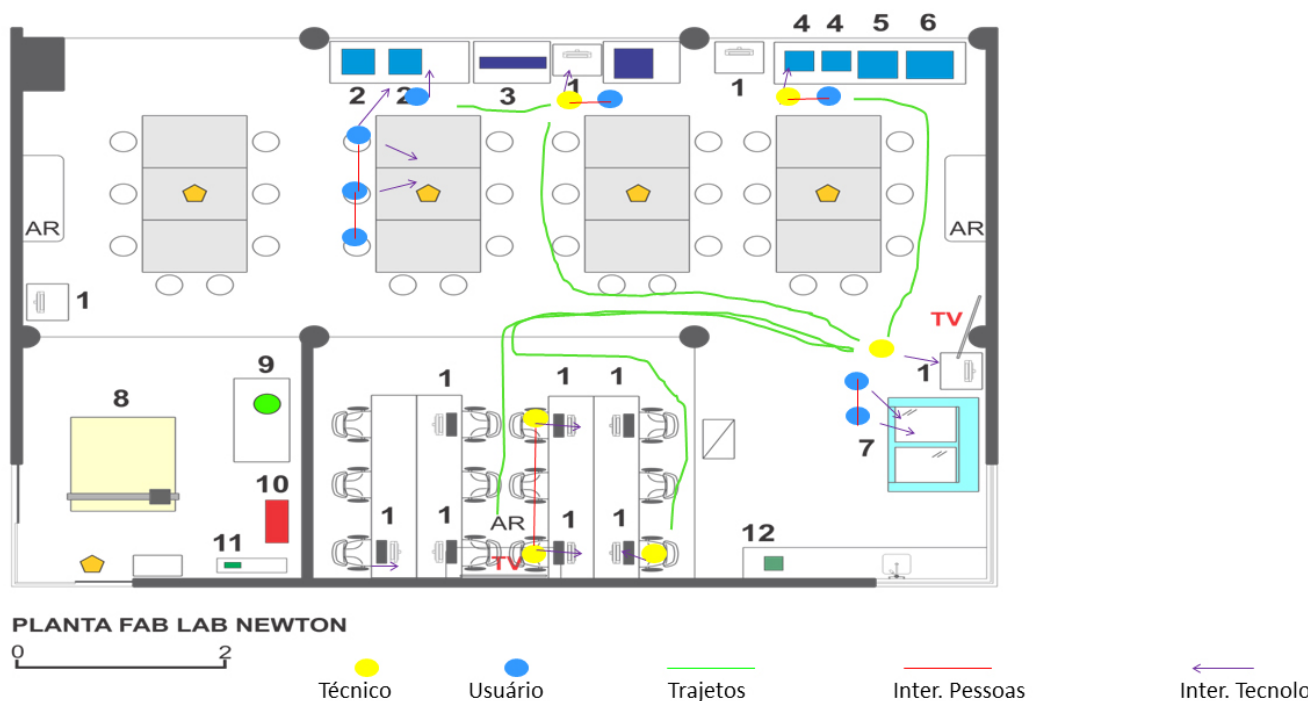 4 4 5 6
2 2 3 1 1
AR AR
1
TV
1
9 1 1 1
8
7
10
1 1 AR 1 1 12
11
TV
PLANTA FAB LAB NEWTON
0 2
Técnico Usuário Trajetos Inter. Pessoas Inter. Tecnolo